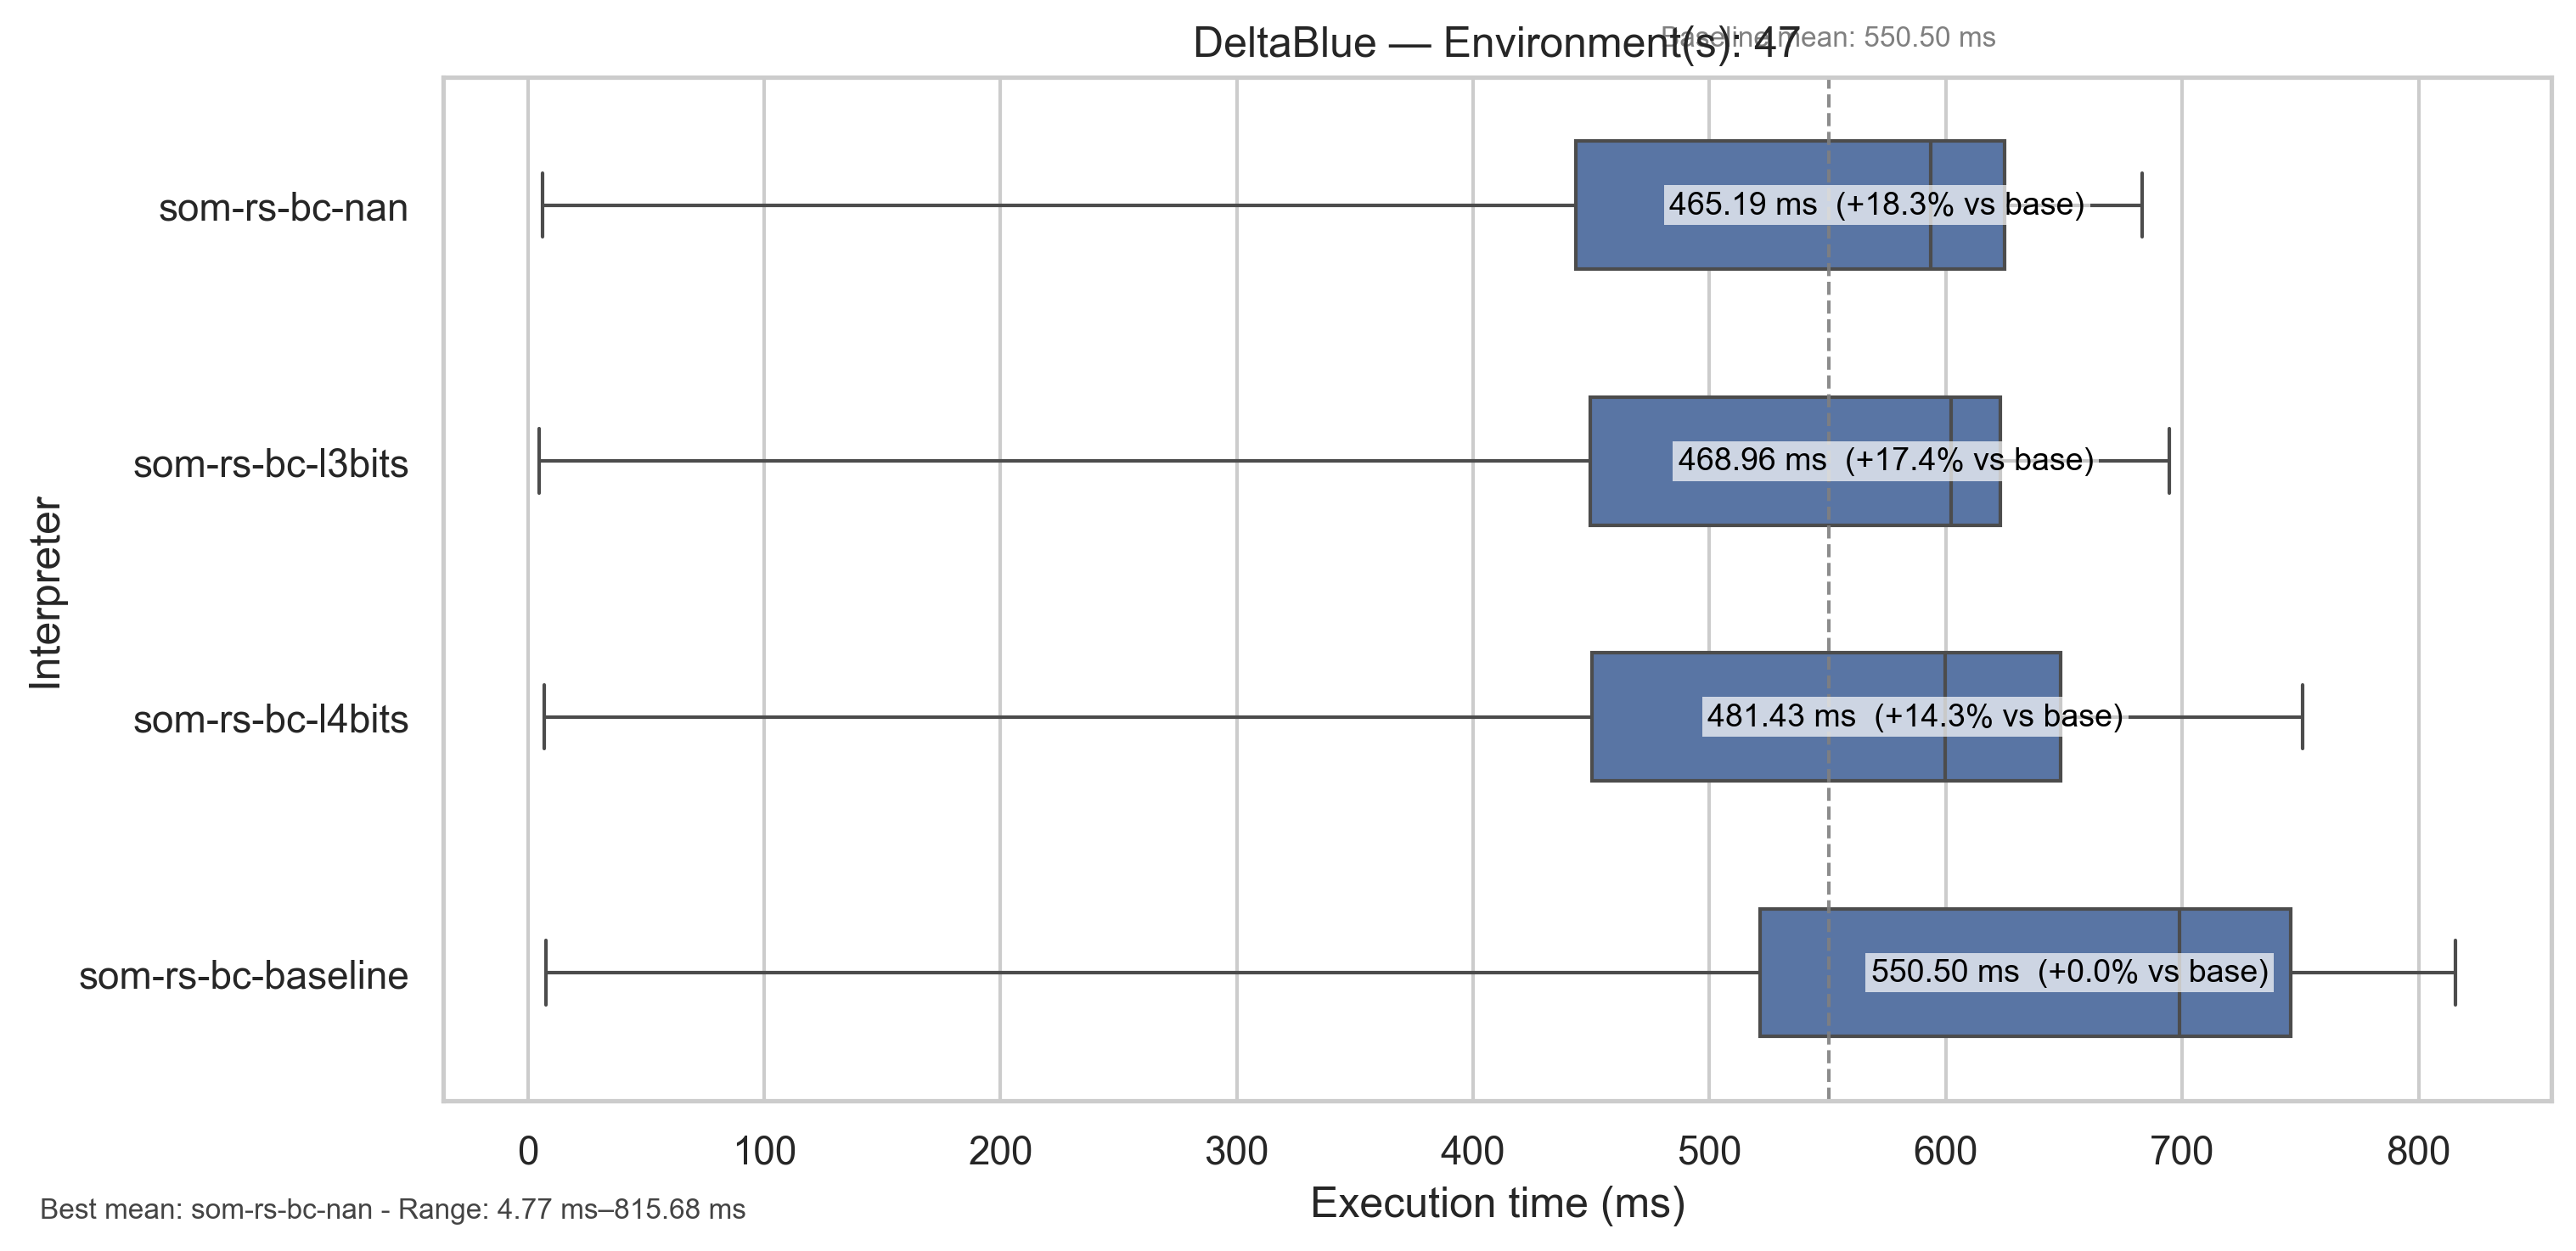 DeltaBlue — Environment(s): 47
Baseline mean: 550.50 ms
Interpreter
som-rs-bc-nan
465.19 ms (+18.3% vs base)
som-rs-bc-l3bits
468.96 ms (+17.4% vs base)
som-rs-bc-l4bits
481.43 ms (+14.3% vs base)
som-rs-bc-baseline
550.50 ms (+0.0% vs base)
0 100 200 300 400 500 600 700 800
Execution time (ms)
Best mean: som-rs-bc-nan - Range: 4.77 ms–815.68 ms